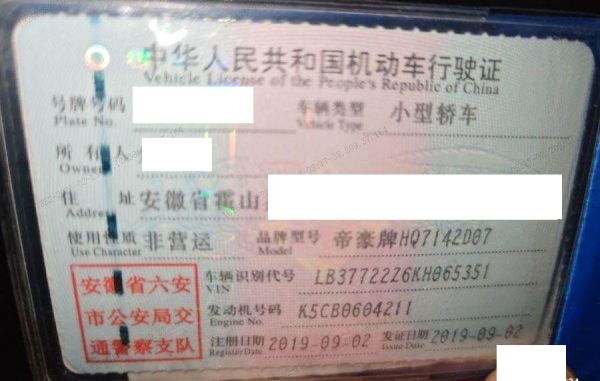 中华人民共和国机动车行驶证
Vehicle License of the People's Republic of China
号牌号码 车辆类型 小型轿车
Plate No. Vehicle Type
所有人
Owner
住 址 安徽省霍山
Address
使用性质 非营运 品牌型号 帝豪牌HQ7142D07
Use Character Model
安徽省六安 车辆识别代号 LB3772226KH065351
VIN
市公安局交 发动机号码 K5CB0604211
Engine No.
通警察支队 注册日期 2019-09-02 发证日期 2019-09-02
Register Date Issue Date